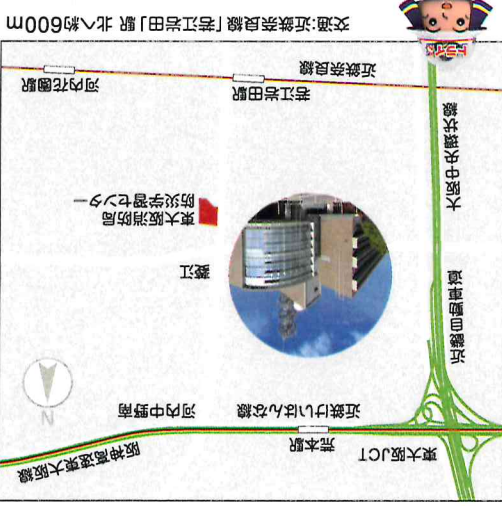 阪神高速東大阪線
東大阪JCT
荒本駅
近鉄けいはんな線
河内中野南
N
近畿自動車道
菱江
東大阪消防局
防災学習センター
大阪中央環状線
若江岩田駅
近鉄奈良線
河内花園駅
トライ
交通:近鉄奈良線「若江岩田」駅 北へ約600m